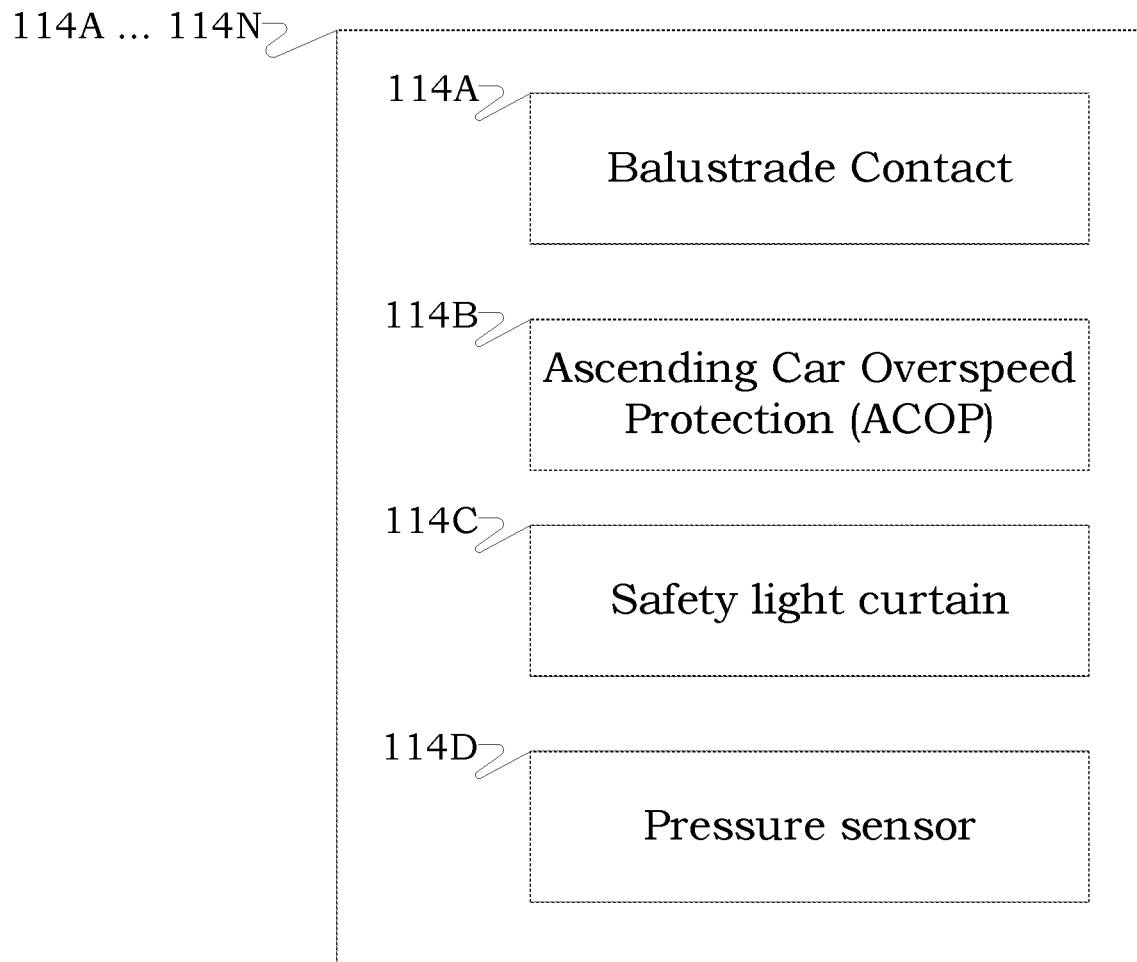 114A ... 114N
114A
Balustrade Contact
114B
Ascending Car Overspeed
Protection (ACOP)
114C
Safety light curtain
114D
Pressure sensor